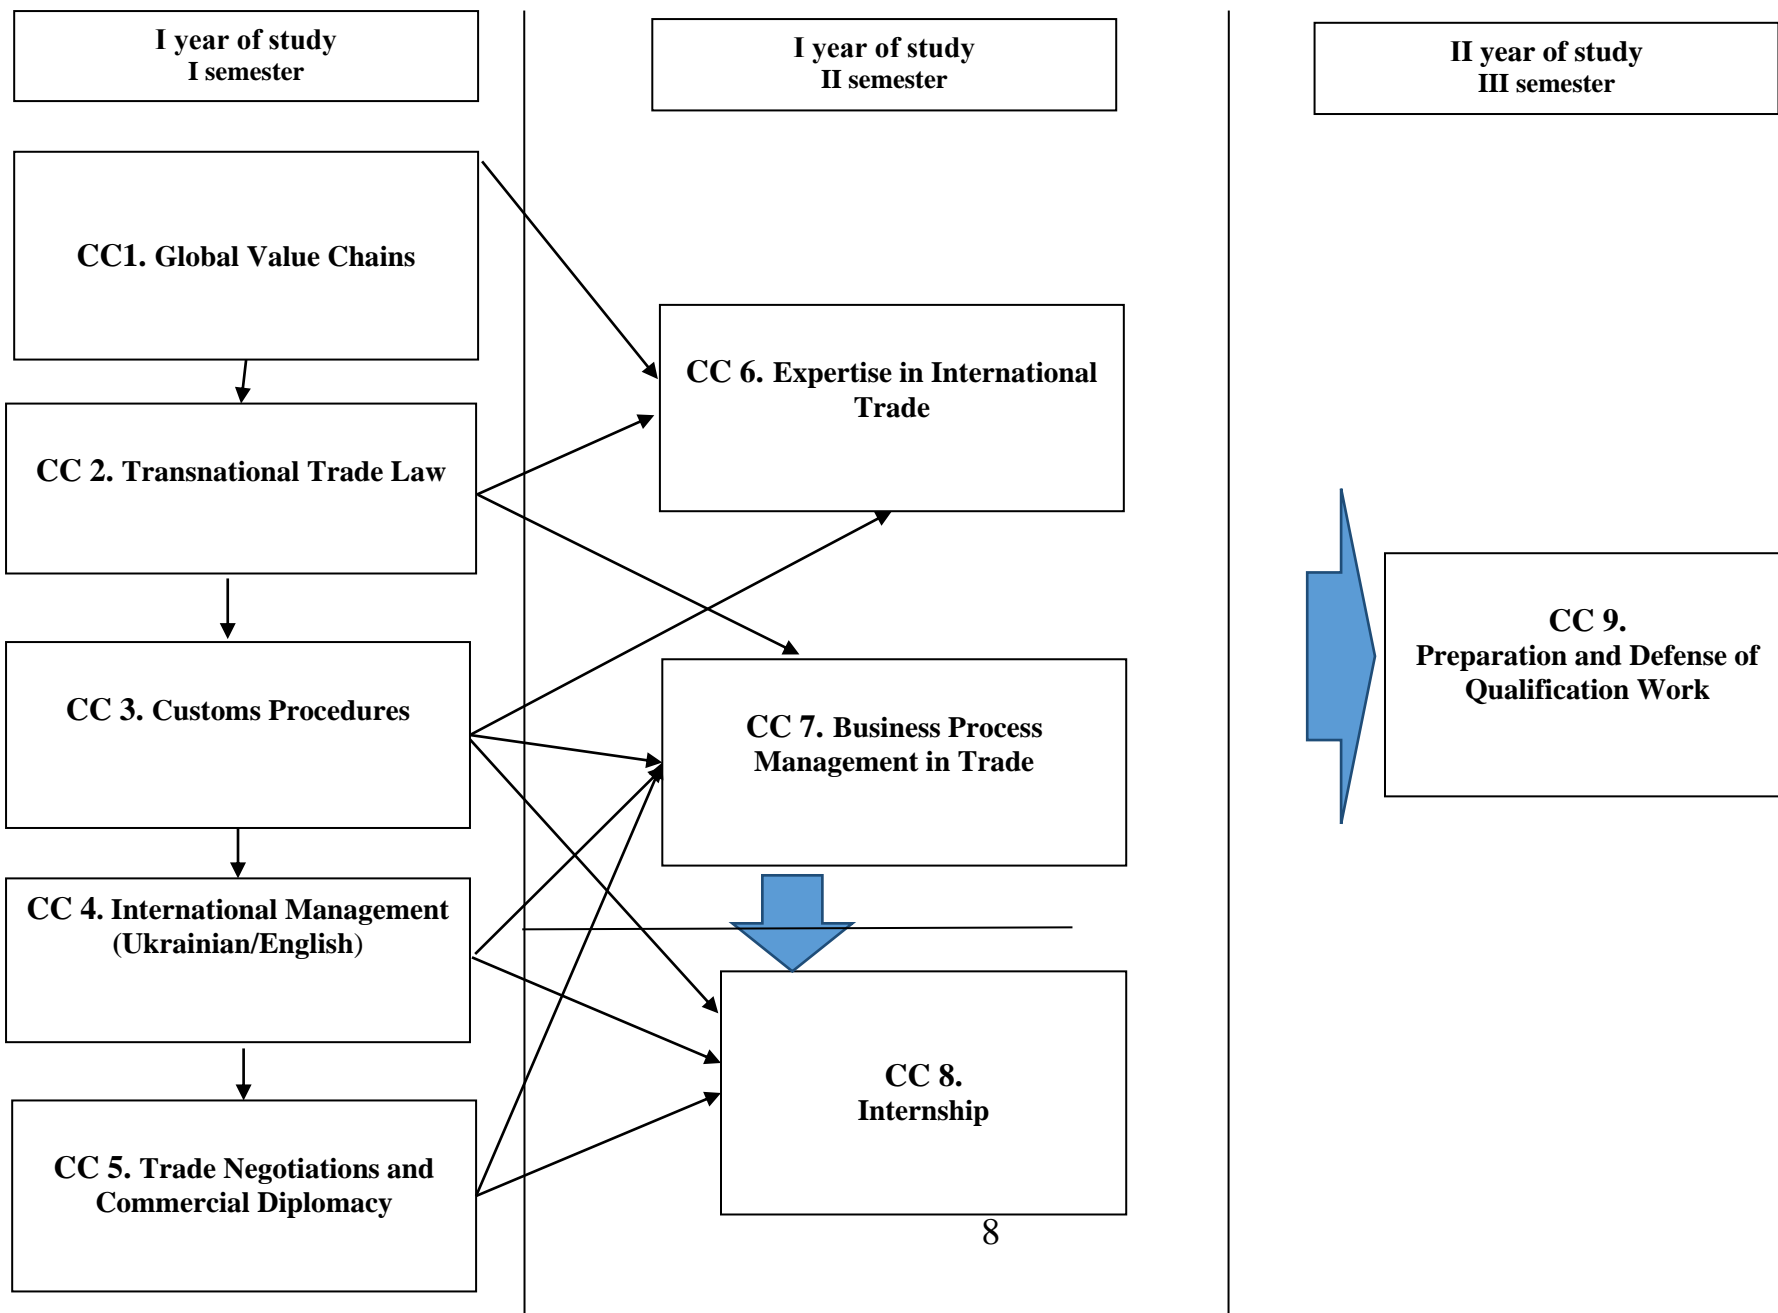 I year of study
I semester
I year of study
II semester
II year of study
III semester
CC1. Global Value Chains
CC 2. Transnational Trade Law
CC 3. Customs Procedures
CC 4. International Management
(Ukrainian/English)
CC 5. Trade Negotiations and
Commercial Diplomacy
CC 6. Expertise in International
Trade
CC 7. Business Process
Management in Trade
CC 8.
Internship
CC 9.
Preparation and Defense of
Qualification Work
8